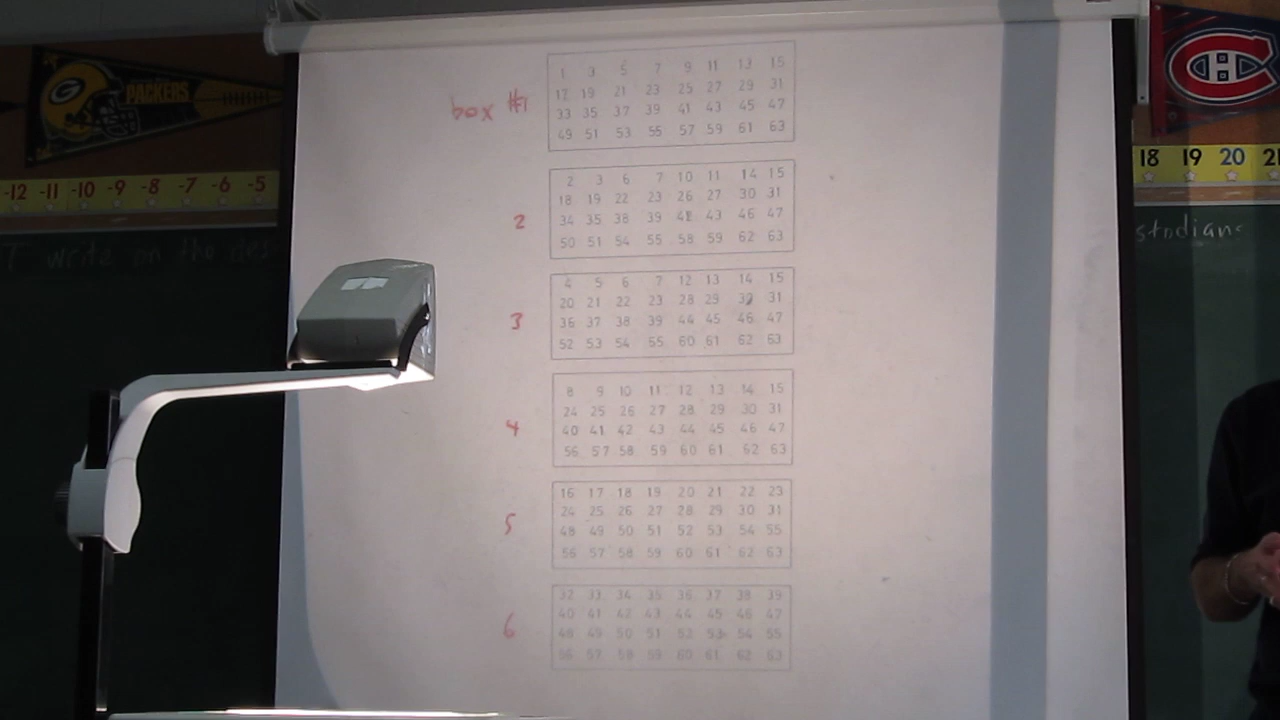 PACKERS
G
-12 -11 -10 -9 -8 -7 -6 -5
T write on the
box #1
1 3 5 7 9 11 13 15
17 19 21 23 25 27 29 31
33 35 37 39 41 43 45 47
49 51 53 55 57 59 61 63
2
2 3 6 7 10 11 14 15
18 19 22 23 26 27 30 31
34 35 38 39 42 43 46 47
50 51 54 55 58 59 62 63
3
4 5 6 7 12 13 14 15
20 21 22 23 28 29 30 31
36 37 38 39 44 45 46 47
52 53 54 55 60 61 62 63
4
8 9 10 11 12 13 14 15
24 25 26 27 28 29 30 31
40 41 42 43 44 45 46 47
56 57 58 59 60 61 62 63
5
16 17 18 19 20 21 22 23
24 25 26 27 28 29 30 31
48 49 50 51 52 53 54 55
56 57 58 59 60 61 62 63
6
32 33 34 35 36 37 38 39
40 41 42 43 44 45 46 47
48 49 50 51 52 53 54 55
56 57 58 59 60 61 62 63
CH
18 19 20 21
stodians